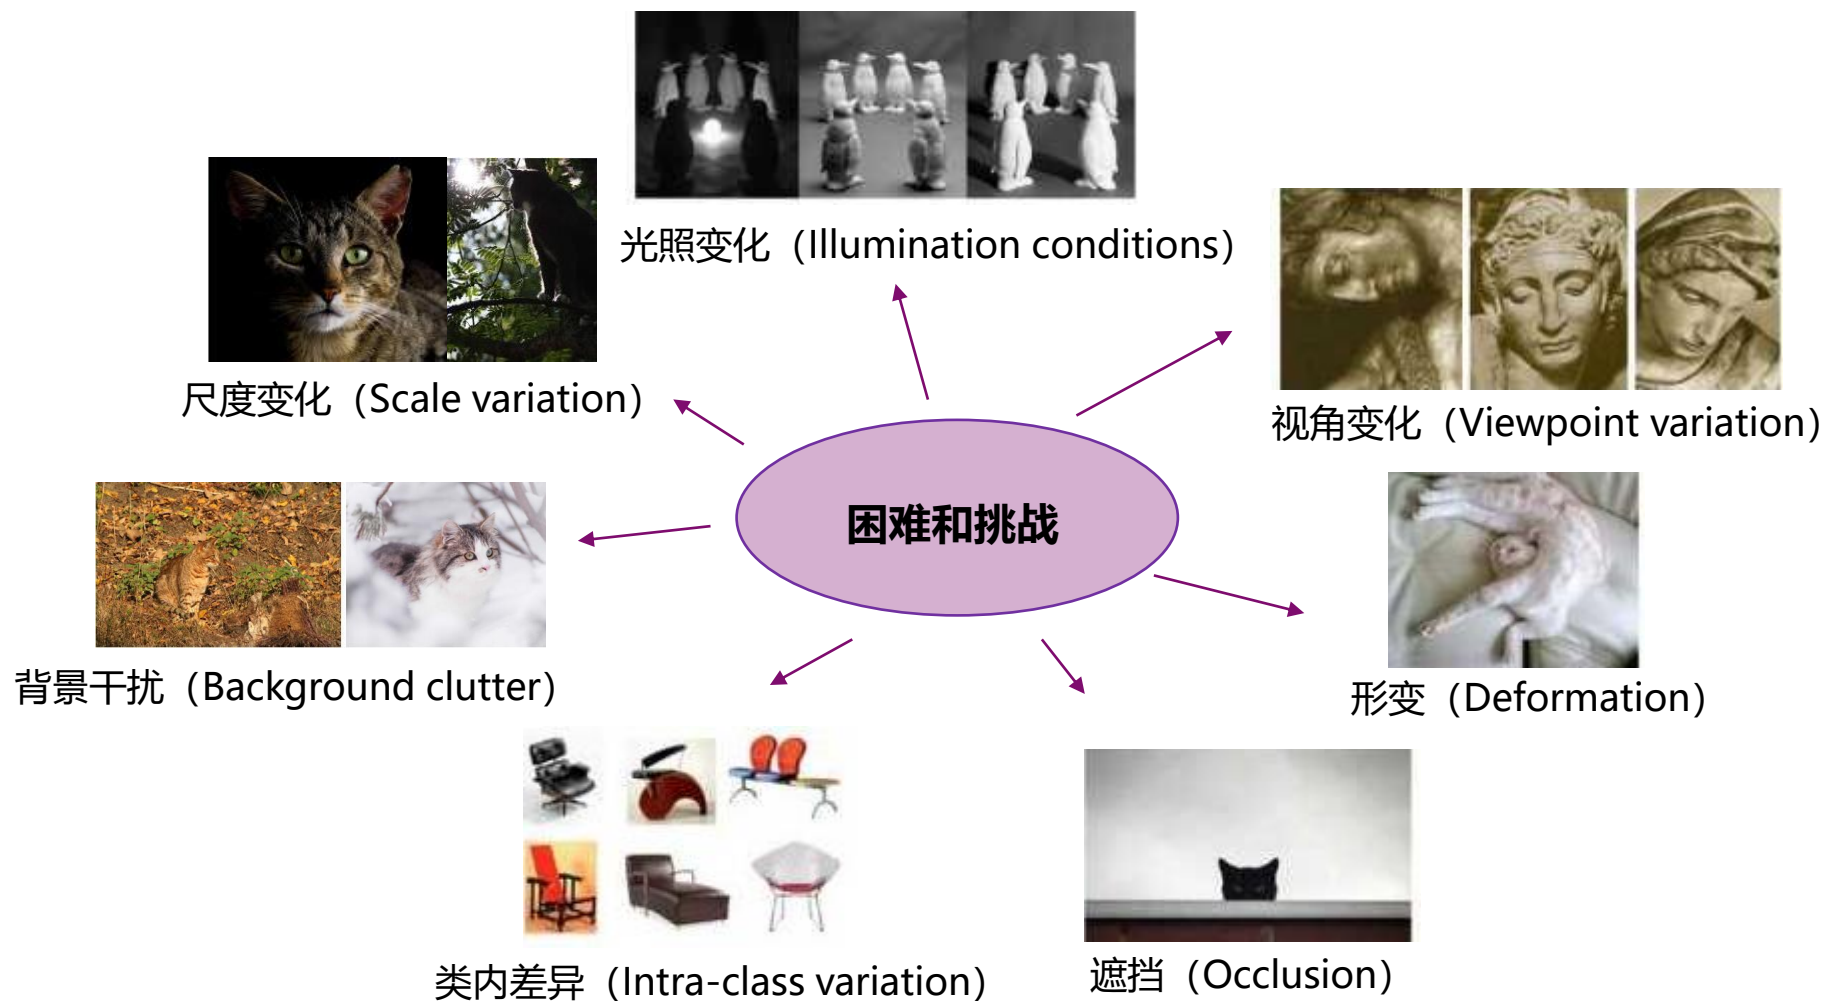 光照变化（Illumination conditions）
尺度变化（Scale variation）
视角变化（Viewpoint variation）
困难和挑战
背景干扰（Background clutter）
形变（Deformation）
类内差异（Intra-class variation）
遮挡（Occlusion）